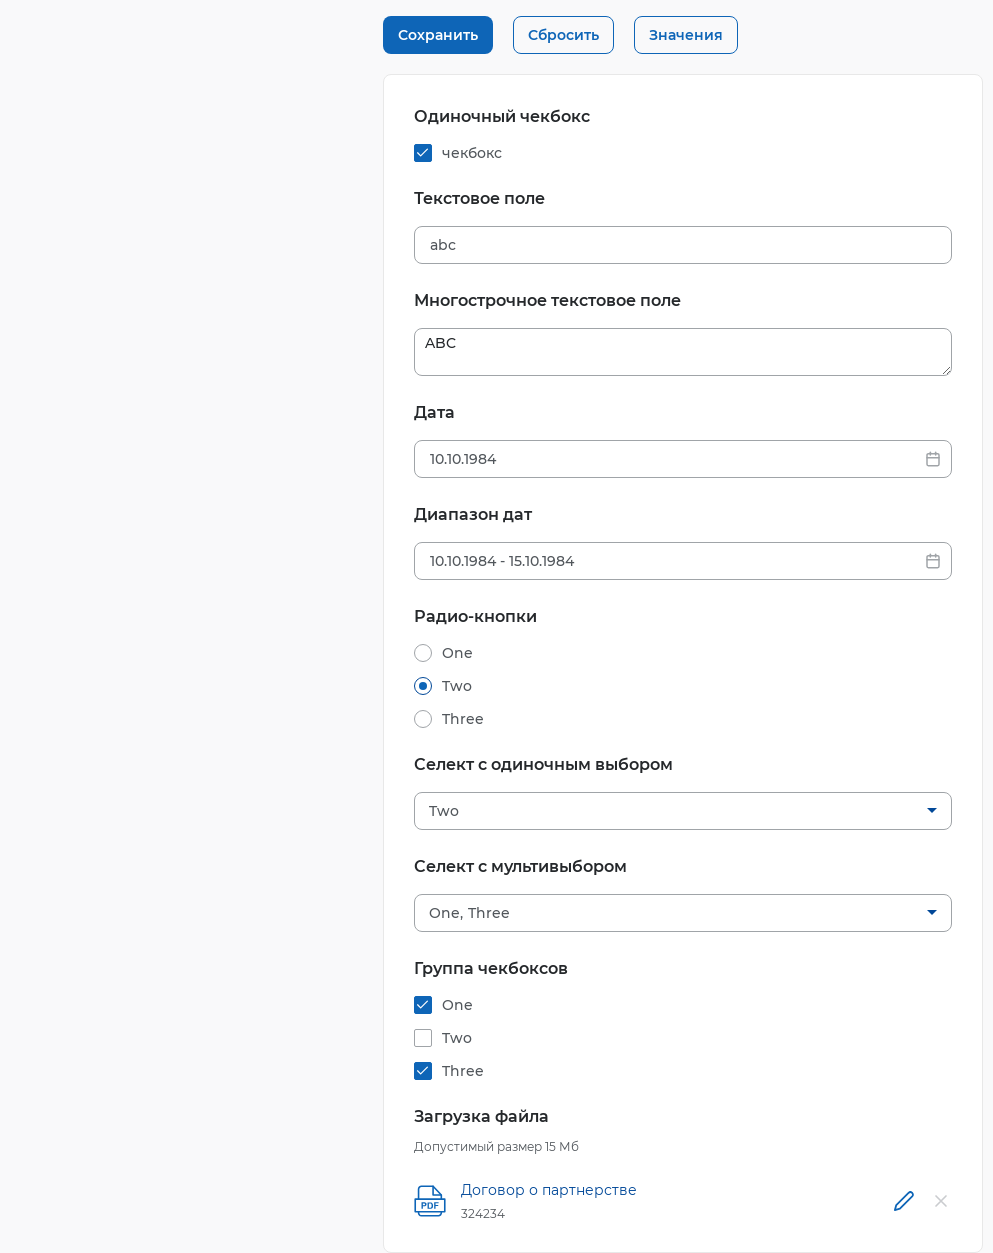 Сохранить Сбросить Значения
Одиночный чекбокс
чекбокс
Текстовое поле
abc
Многострочное текстовое поле
ABC
Дата
10.10.1984
Диапазон дат
10.10.1984 - 15.10.1984
Радио-кнопки
One
Two
Three
Селект с одиночным выбором
Two
Селект с мультивыбором
One, Three
Группа чекбоксов
One
Two
Three
Загрузка файла
Допустимый размер 15 Мб
PDF Договор о партнерстве
324234